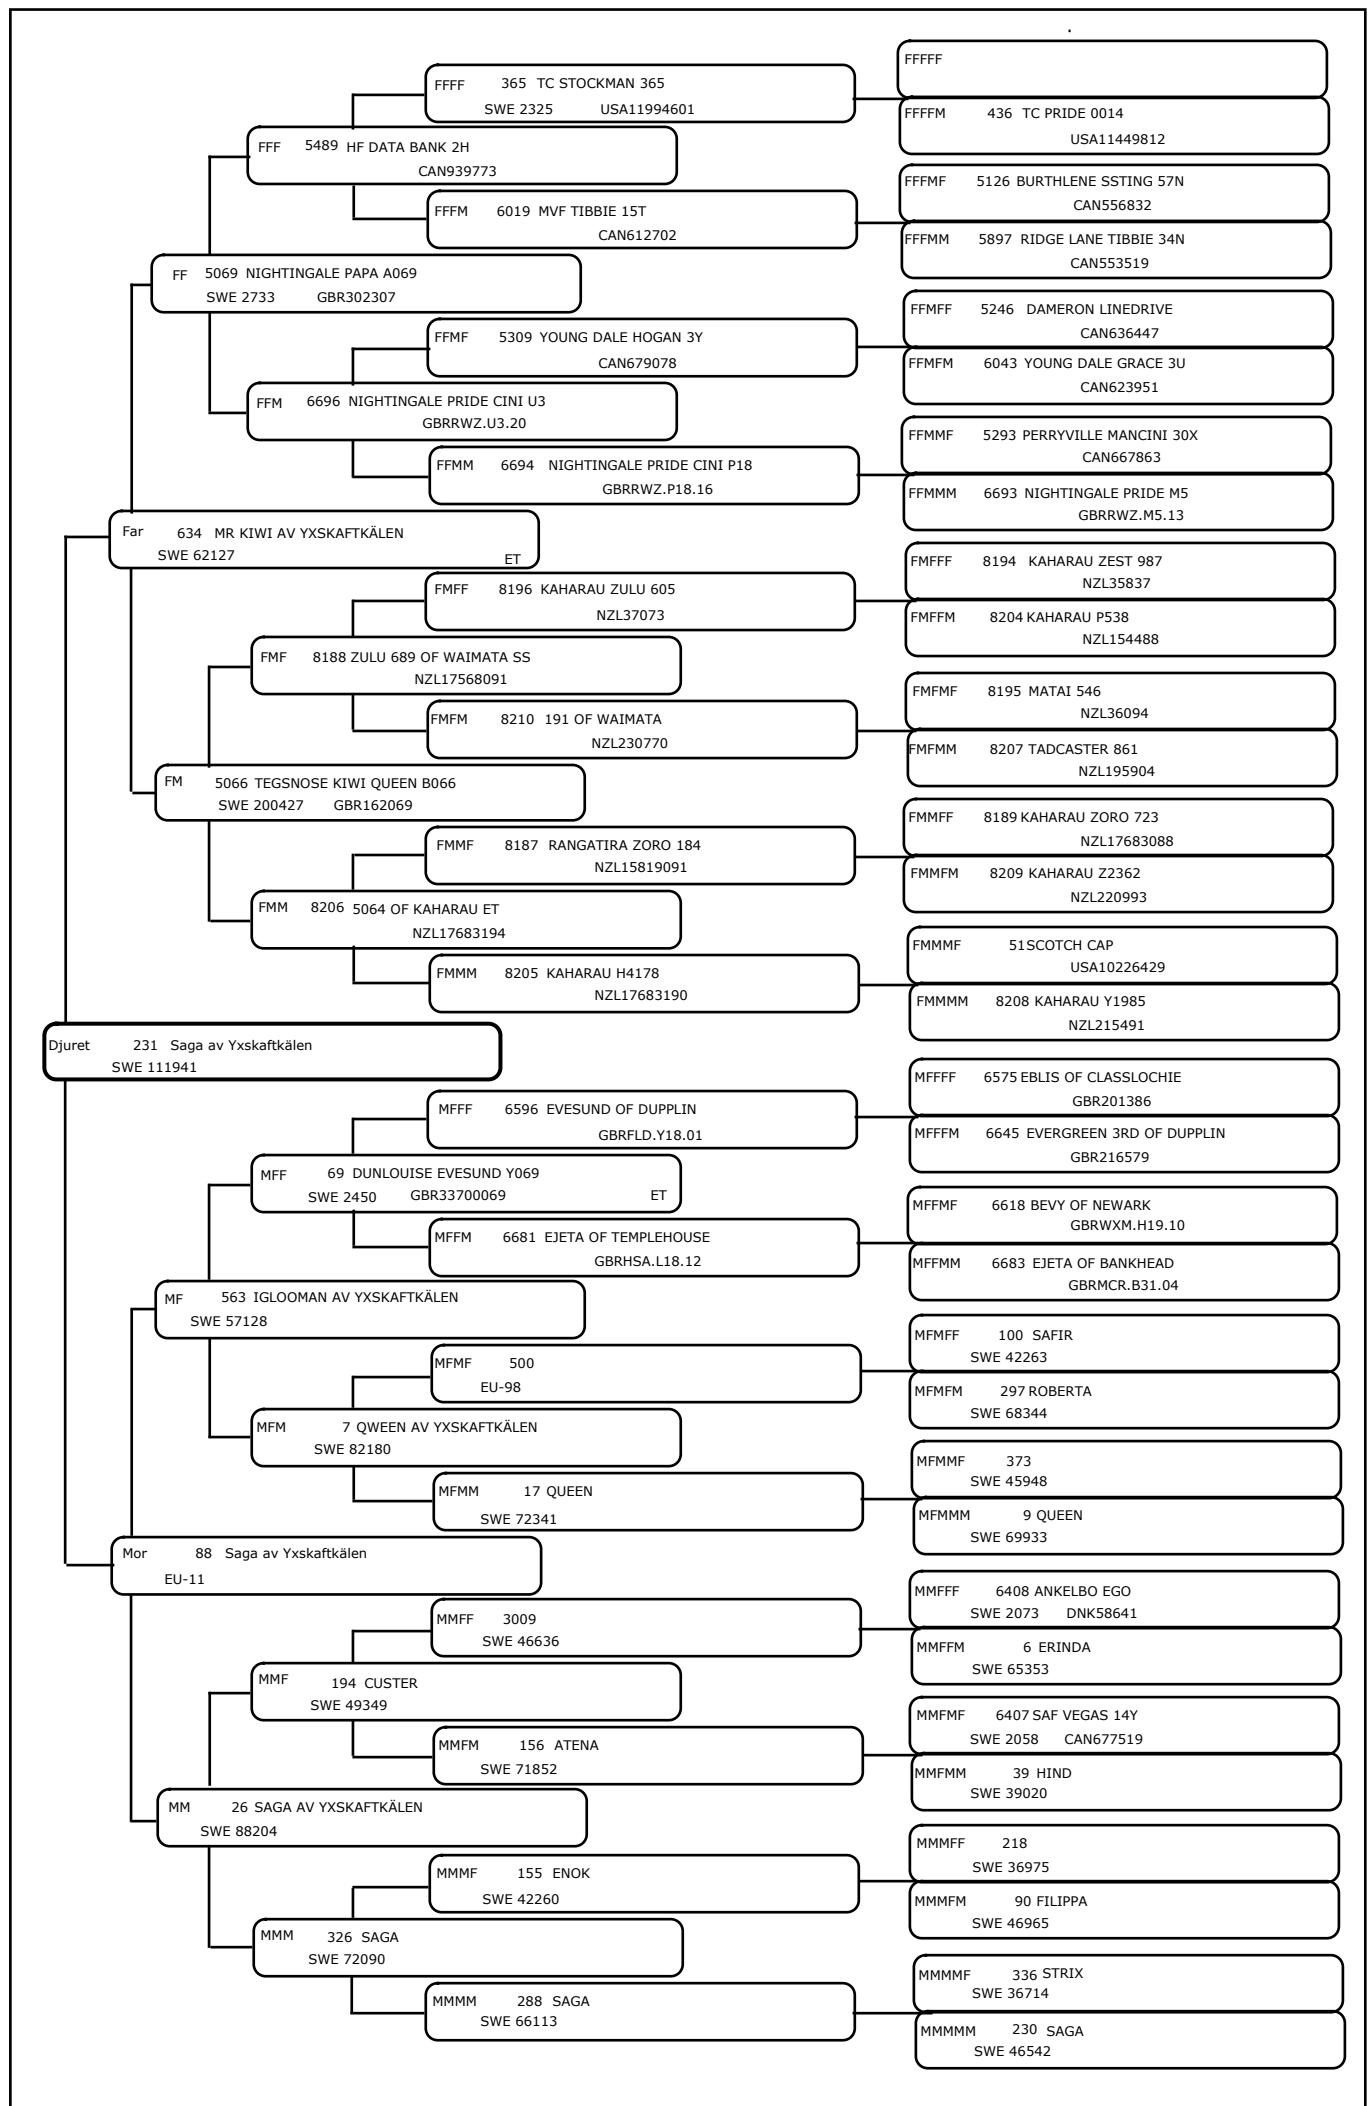 FFFFF
FFFF 365 TC STOCKMAN 365
SWE 2325 USA11994601
FFFFM 436 TC PRIDE 0014
USA11449812
FFF 5489 HF DATA BANK 2H
CAN939773
FFFMF 5126 BURTHLENE SSTING 57N
CAN556832
FFFM 6019 MVF TIBBIE 15T
CAN612702
FFFMM 5897 RIDGE LANE TIBBIE 34N
CAN553519
FF 5069 NIGHTINGALE PAPA A069
SWE 2733 GBR302307
FFMFF 5246 DAMERON LINEDRIVE
CAN636447
FFMF 5309 YOUNG DALE HOGAN 3Y
CAN679078
FFMFM 6043 YOUNG DALE GRACE 3U
CAN623951
FFM 6696 NIGHTINGALE PRIDE CINI U3
GBRRWZ.U3.20
FFMMF 5293 PERRYVILLE MANCINI 30X
CAN667863
FFMM 6694 NIGHTINGALE PRIDE CINI P18
GBRRWZ.P18.16
FFMMM 6693 NIGHTINGALE PRIDE M5
GBRRWZ.M5.13
Far 634 MR KIWI AV YXSKAFTKÄLEN
SWE 62127 ET
FMFFF 8194 KAHARAU ZEST 987
NZL35837
FMFF 8196 KAHARAU ZULU 605
NZL37073
FMFFM 8204 KAHARAU P538
NZL154488
FMF 8188 ZULU 689 OF WAIMATA SS
NZL17568091
FMFMF 8195 MATAI 546
NZL36094
FMFM 8210 191 OF WAIMATA
NZL230770
FMFMM 8207 TADCASTER 861
NZL195904
FM 5066 TEGSNOSE KIWI QUEEN B066
SWE 200427 GBR162069
FMMFF 8189 KAHARAU ZORO 723
NZL17683088
FMMF 8187 RANGATIRA ZORO 184
NZL15819091
FMMFM 8209 KAHARAU Z2362
NZL220993
FMM 8206 5064 OF KAHARAU ET
NZL17683194
FMMMF 51 SCOTCH CAP
USA10226429
FMMM 8205 KAHARAU H4178
NZL17683190
FMMMM 8208 KAHARAU Y1985
NZL215491
Djuret 231 Saga av Yxskaftkälen
SWE 111941
MFFFF 6575 EBLIS OF CLASSLOCHIE
GBR201386
MFFF 6596 EVESUND OF DUPPLIN
GBRFLD.Y18.01
MFFFM 6645 EVERGREEN 3RD OF DUPPLIN
GBR216579
MFF 69 DUNLOUISE EVESUND Y069
SWE 2450 GBR33700069 ET
MFFMF 6618 BEVY OF NEWARK
GBRWXM.H19.10
MFFM 6681 EJETA OF TEMPLEHOUSE
GBRHSA.L18.12
MFFMM 6683 EJETA OF BANKHEAD
GBRMCR.B31.04
MF 563 IGLOOMAN AV YXSKAFTKÄLEN
SWE 57128
MFMFF 100 SAFIR
SWE 42263
MFMF 500
EU-98
MFMFM 297 ROBERTA
SWE 68344
MFM 7 QWEEN AV YXSKAFTKÄLEN
SWE 82180
MFMMF 373
SWE 45948
MFMM 17 QUEEN
SWE 72341
MFMMM 9 QUEEN
SWE 69933
Mor 88 Saga av Yxskaftkälen
EU-11
MMFFF 6408 ANKELBO EGO
SWE 2073 DNK58641
MMFF 3009
SWE 46636
MMFFM 6 ERINDA
SWE 65353
MMF 194 CUSTER
SWE 49349
MMFMF 6407 SAF VEGAS 14Y
SWE 2058 CAN677519
MMFM 156 ATENA
SWE 71852
MMFMM 39 HIND
SWE 39020
MM 26 SAGA AV YXSKAFTKÄLEN
SWE 88204
MMMFF 218
SWE 36975
MMMF 155 ENOK
SWE 42260
MMMFM 90 FILIPPA
SWE 46965
MMM 326 SAGA
SWE 72090
MMMMF 336 STRIX
SWE 36714
MMMM 288 SAGA
SWE 66113
MMMMM 230 SAGA
SWE 46542